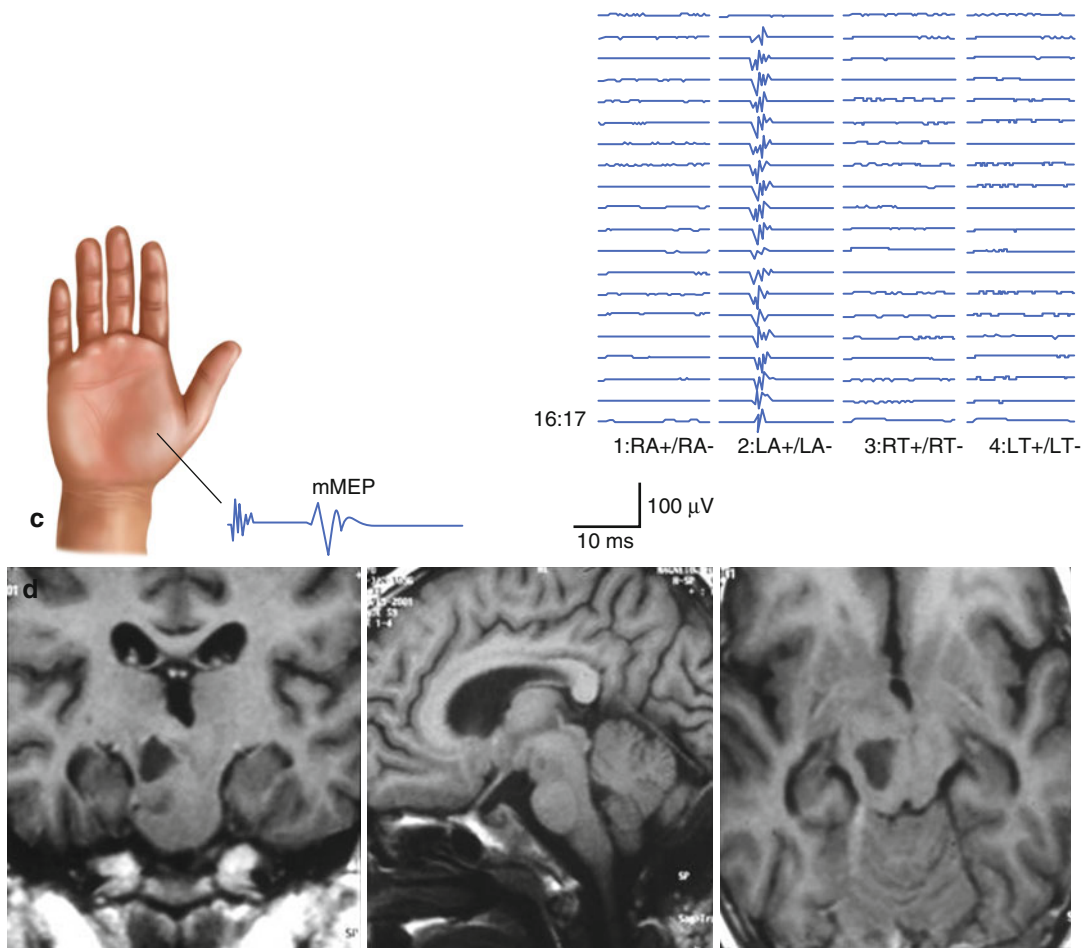 16:17
1:RA+/RA-
2:LA+/LA-
3:RT+/RT-
4:LT+/LT-
mMEP
c
100 μV
10 ms
d
SP